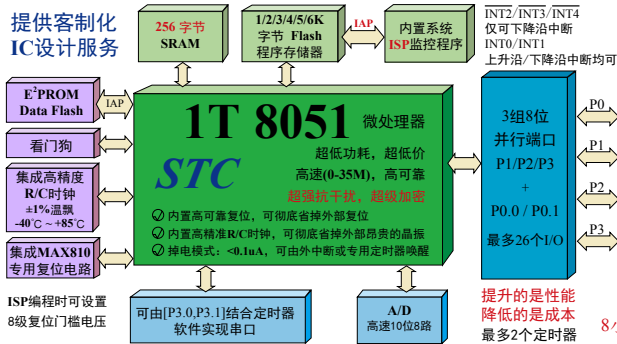 提供客制化
IC设计服务
256 字节
SRAM
1/2/3/4/5/6K
字节 Flash
程序存储器
IAP
内置系统
ISP监控程序
INT2/INT3/INT4
仅可下降沿中断
INT0/INT1
上升沿/下降沿中断均可
E²PROM
Data Flash
IAP
看门狗
集成高精度
R/C时钟
±1%温飘
-40℃~+85℃
集成MAX810
专用复位电路
ISP编程时可设置
8级复位门槛电压
1T 8051 微处理器
STC
超低功耗，超低价
高速(0-35M)，高可靠
超强抗干扰，超级加密
内置高可靠复位，可彻底省掉外部复位
内置高精准R/C时钟，可彻底省掉外部昂贵的晶振
掉电模式：<0.1uA，可由外中断或专用定时器唤醒
3组8位
并行端口
P1/P2/P3
+
P0.0 / P0.1
最多26个I/O
P0
P1
P2
P3
可由[P3.0,P3.1]结合定时器
软件实现串口
A/D
高速10位8路
提升的是性能
降低的是成本
最多2个定时器
8